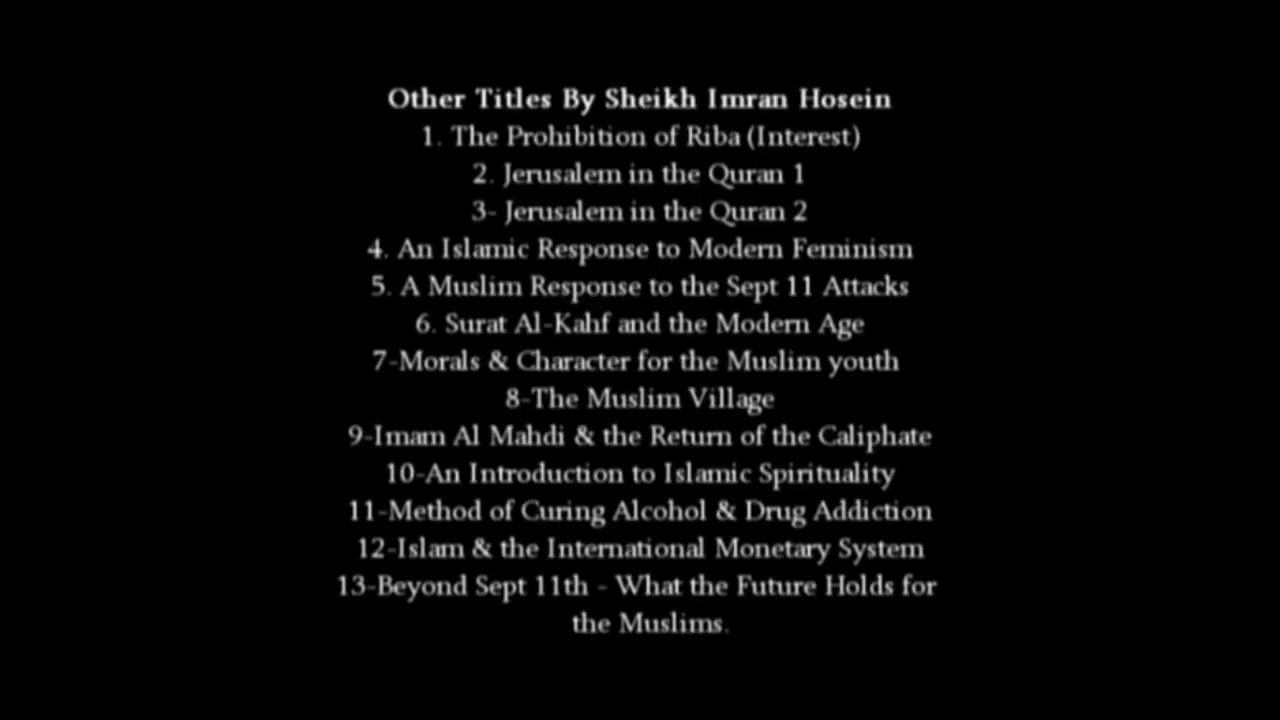 Other Titles By Sheikh Imran Hosein
1. The Prohibition of Riba (Interest)
2. Jerusalem in the Quran 1
3- Jerusalem in the Quran 2
4. An Islamic Response to Modern Feminism
5. A Muslim Response to the Sept 11 Attacks
6. Surat Al-Kahf and the Modern Age
7-Morals & Character for the Muslim youth
8-The Muslim Village
9-Imam Al Mahdi & the Return of the Caliphate
10-An Introduction to Islamic Spirituality
11-Method of Curing Alcohol & Drug Addiction
12-Islam & the International Monetary System
13-Beyond Sept 11th - What the Future Holds for
the Muslims.